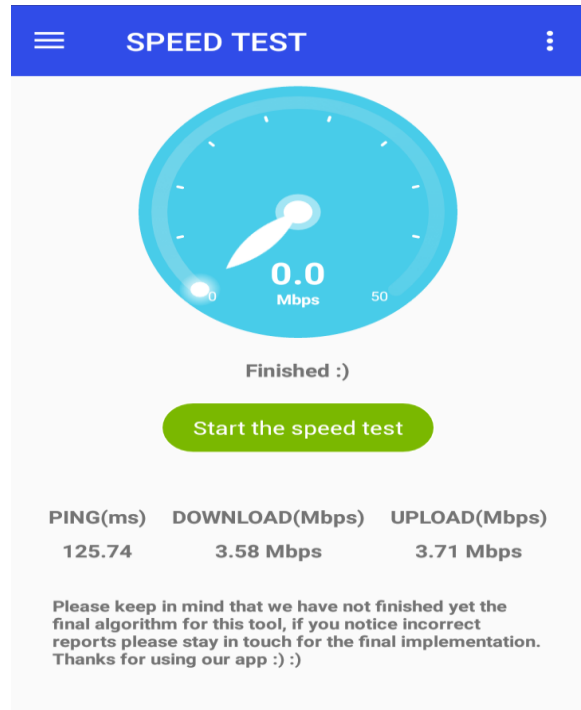 SPEED TEST
0.0
Mbps
0
50
Finished :)
Start the speed test
PING(ms) DOWNLOAD(Mbps) UPLOAD(Mbps)
125.74 3.58 Mbps 3.71 Mbps
Please keep in mind that we have not finished yet the
final algorithm for this tool, if you notice incorrect
reports please stay in touch for the final implementation.
Thanks for using our app :) :)